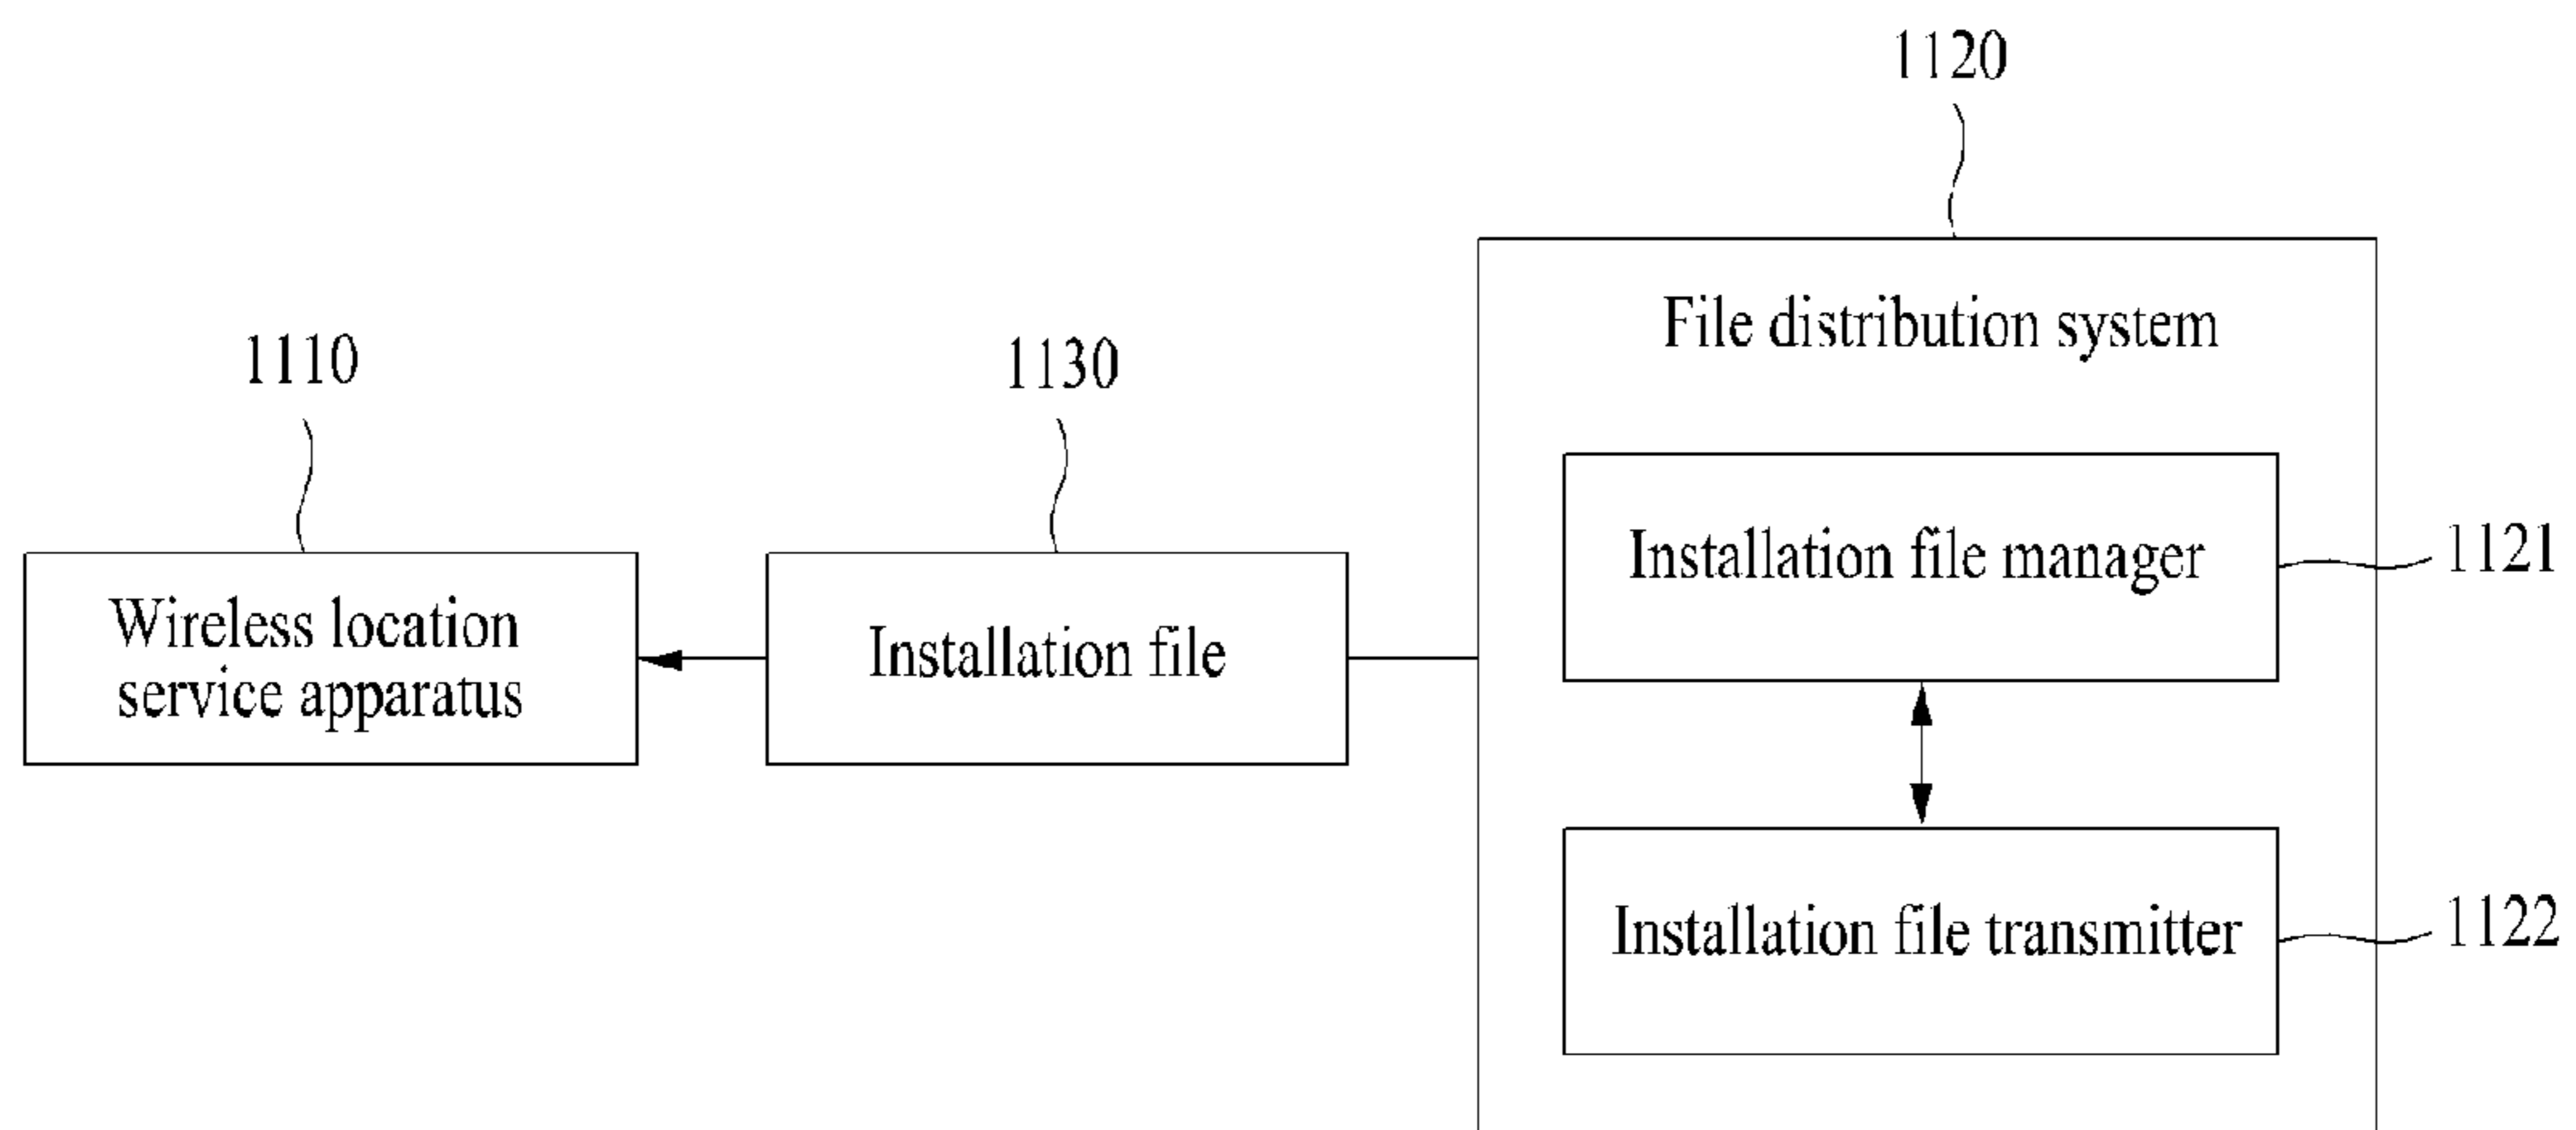 1120
File distribution system
1110
1130
Installation file manager
1121
Wireless location
service apparatus
Installation file
Installation file transmitter
1122